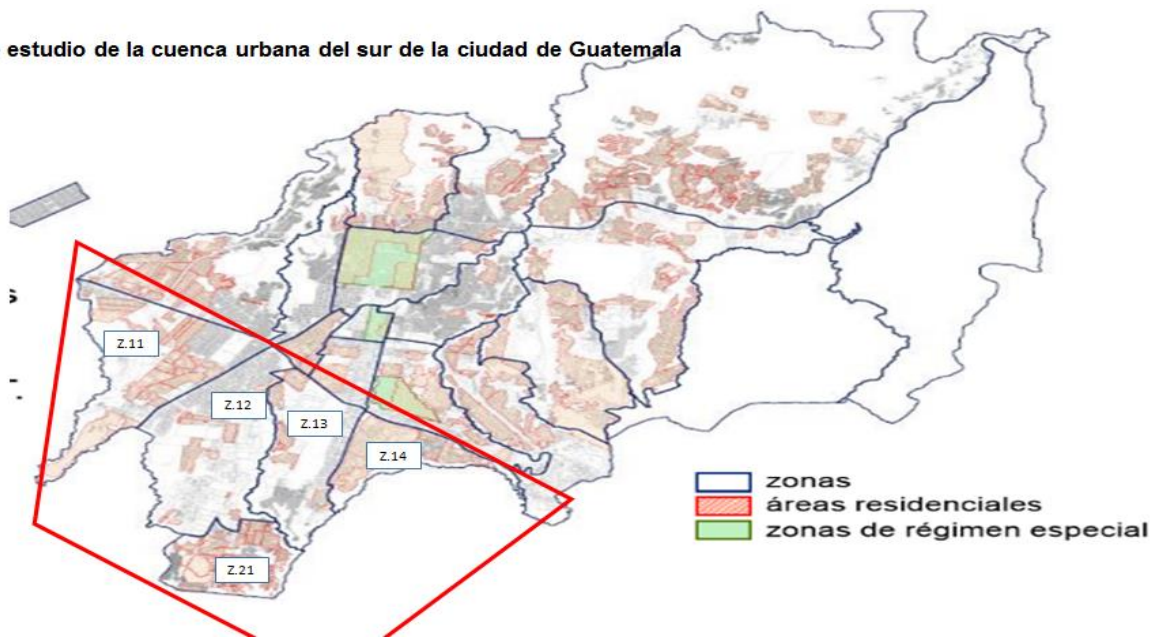 estudio de la cuenca urbana del sur de la ciudad de Guatemala
s
Z.11
Z.12
Z.13
Z.14
Z.21
zonas
áreas residenciales
zonas de régimen especial